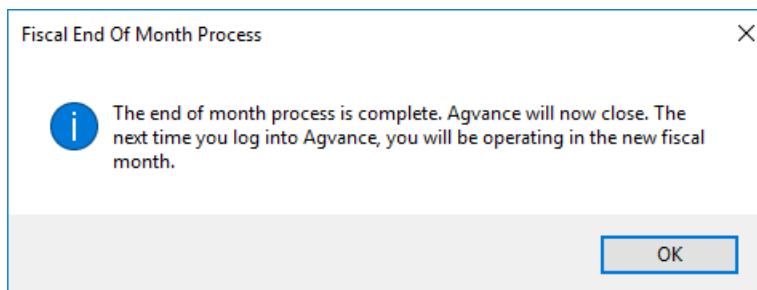 Fiscal End Of Month Process
The end of month process is complete. Agvance will now close. The
next time you log into Agvance, you will be operating in the new fiscal
month.
OK